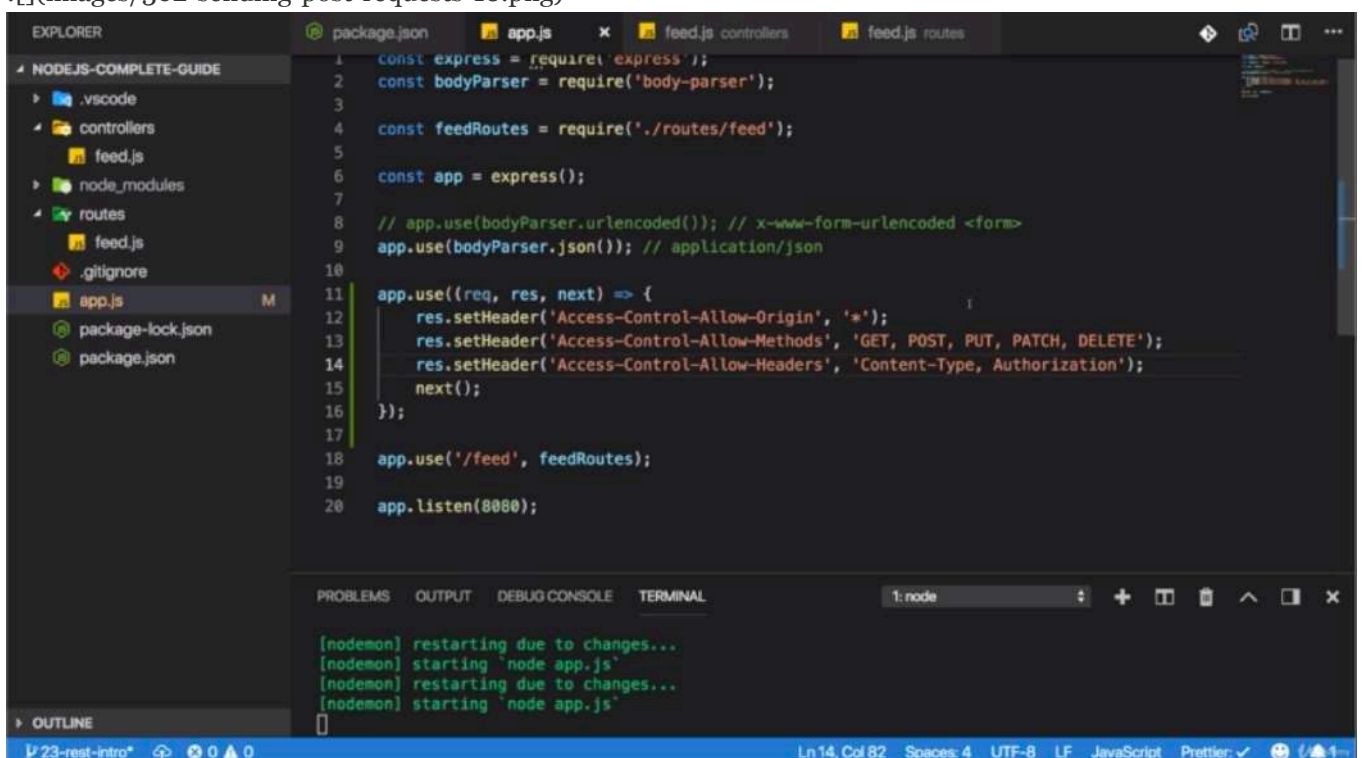 EXPLORER
NODEJS-COMPLETE-GUIDE
.vscode
controllers
feed.js
node_modules
routes
feed.js
.gitignore
app.js M
package-lock.json
package.json
OUTLINE
package.json app.js × feed.js controllers feed.js routes
1 const express = require('express');
2 const bodyParser = require('body-parser');
3
4 const feedRoutes = require('./routes/feed');
5
6 const app = express();
7
8 // app.use(bodyParser.urlencoded()); // x-www-form-urlencoded <form>
9 app.use(bodyParser.json()); // application/json
10
11 app.use((req, res, next) => {
12 res.setHeader('Access-Control-Allow-Origin', '*');
13 res.setHeader('Access-Control-Allow-Methods', 'GET, POST, PUT, PATCH, DELETE');
14 res.setHeader('Access-Control-Allow-Headers', 'Content-Type, Authorization');
15 next();
16 });
17
18 app.use('/feed', feedRoutes);
19
20 app.listen(8080);
PROBLEMS OUTPUT DEBUG CONSOLE TERMINAL 1: node
[nodemon] restarting due to changes...
[nodemon] starting `node app.js`
[nodemon] restarting due to changes...
[nodemon] starting `node app.js`
23-rest-intro* 0 0 Ln 14, Col 82 Spaces: 4 UTF-8 LF JavaScript Prettier: ✓ 1